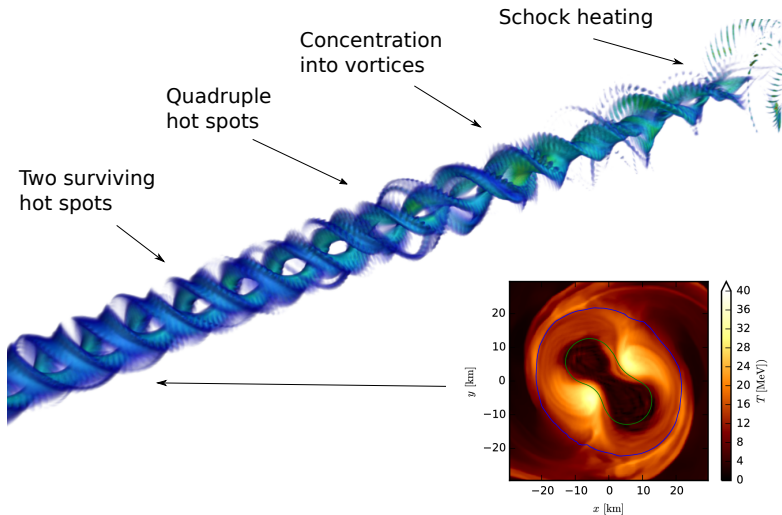 Schock heating
Concentration
into vortices
Quadruple
hot spots
Two surviving
hot spots
20
10
0
−10
−20
y [km]
−20 −10 0 10 20
x [km]
40
36
32
28
24
20
16
12
8
4
0
T [MeV])